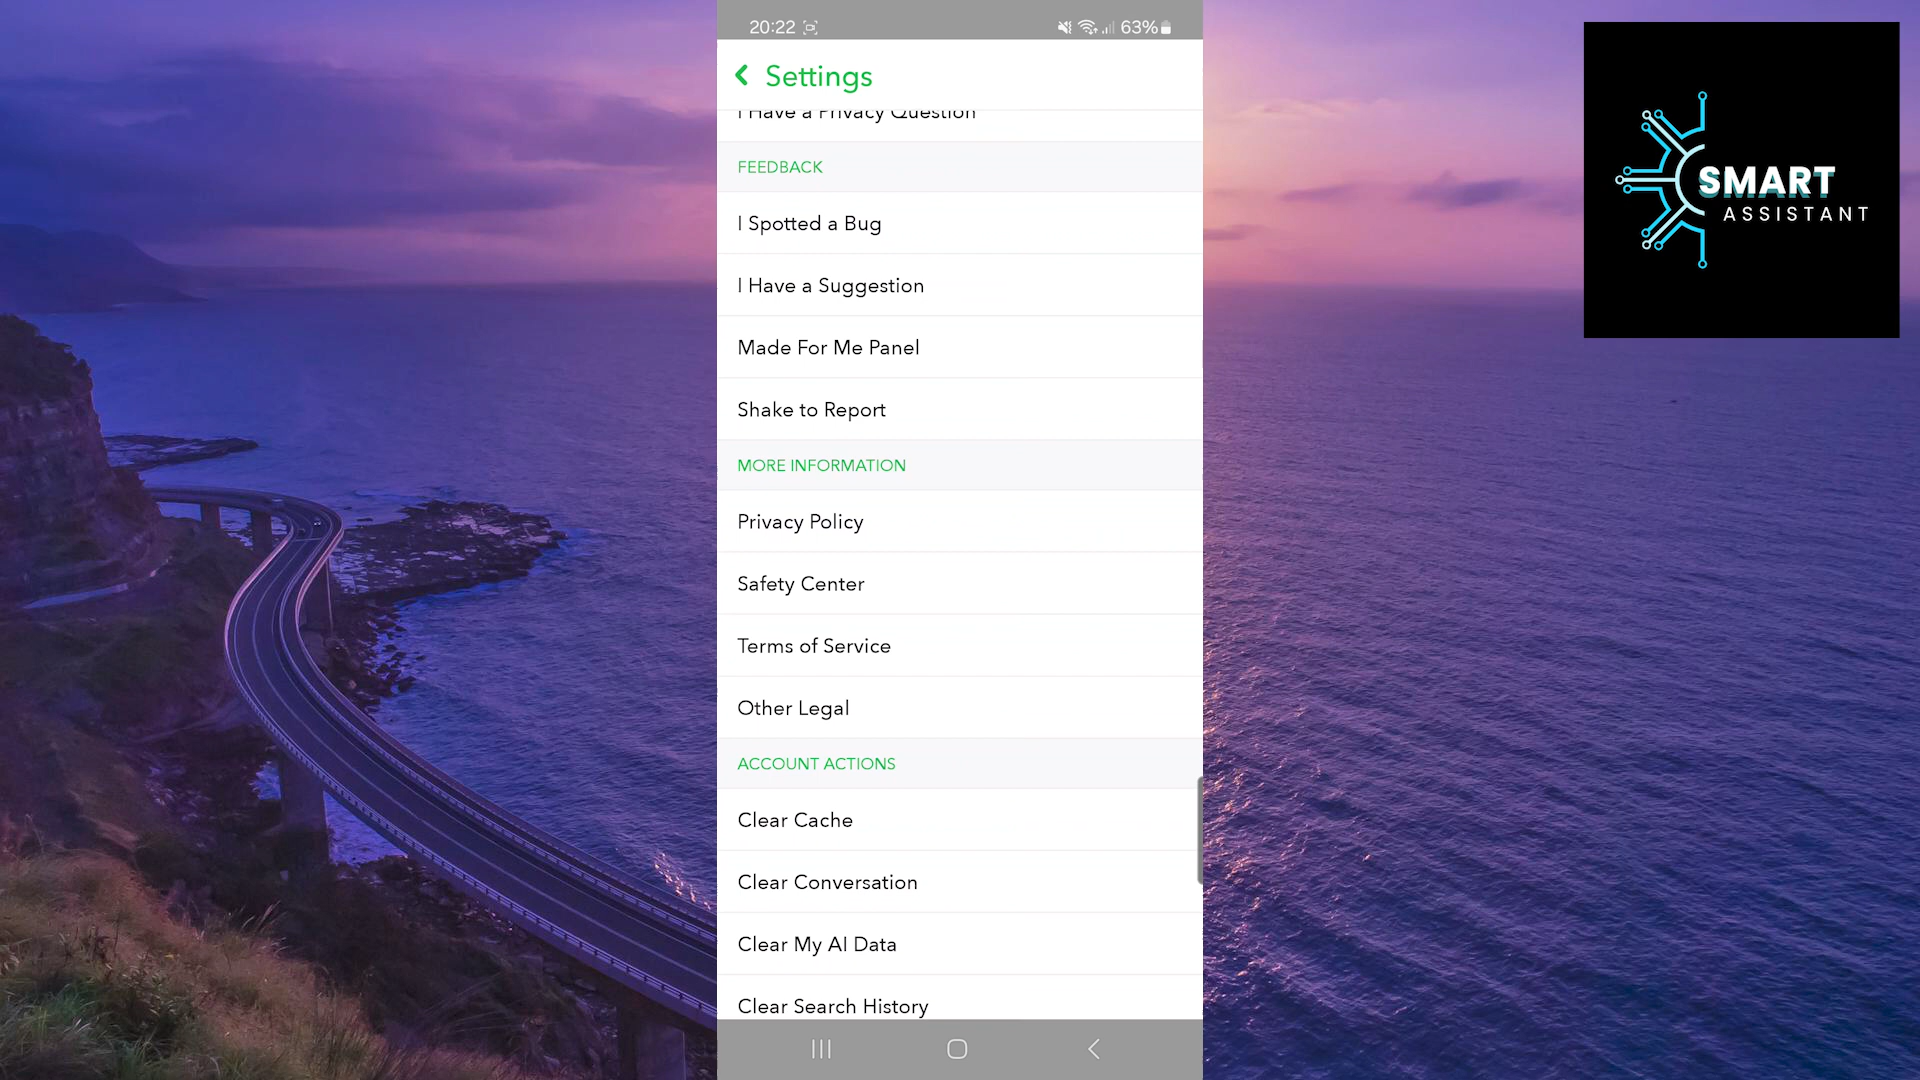 20:22
63%
Settings
I Have a Privacy Question
FEEDBACK
I Spotted a Bug
I Have a Suggestion
Made For Me Panel
Shake to Report
MORE INFORMATION
Privacy Policy
Safety Center
Terms of Service
Other Legal
ACCOUNT ACTIONS
Clear Cache
Clear Conversation
Clear My AI Data
Clear Search History
SMART
ASSISTANT